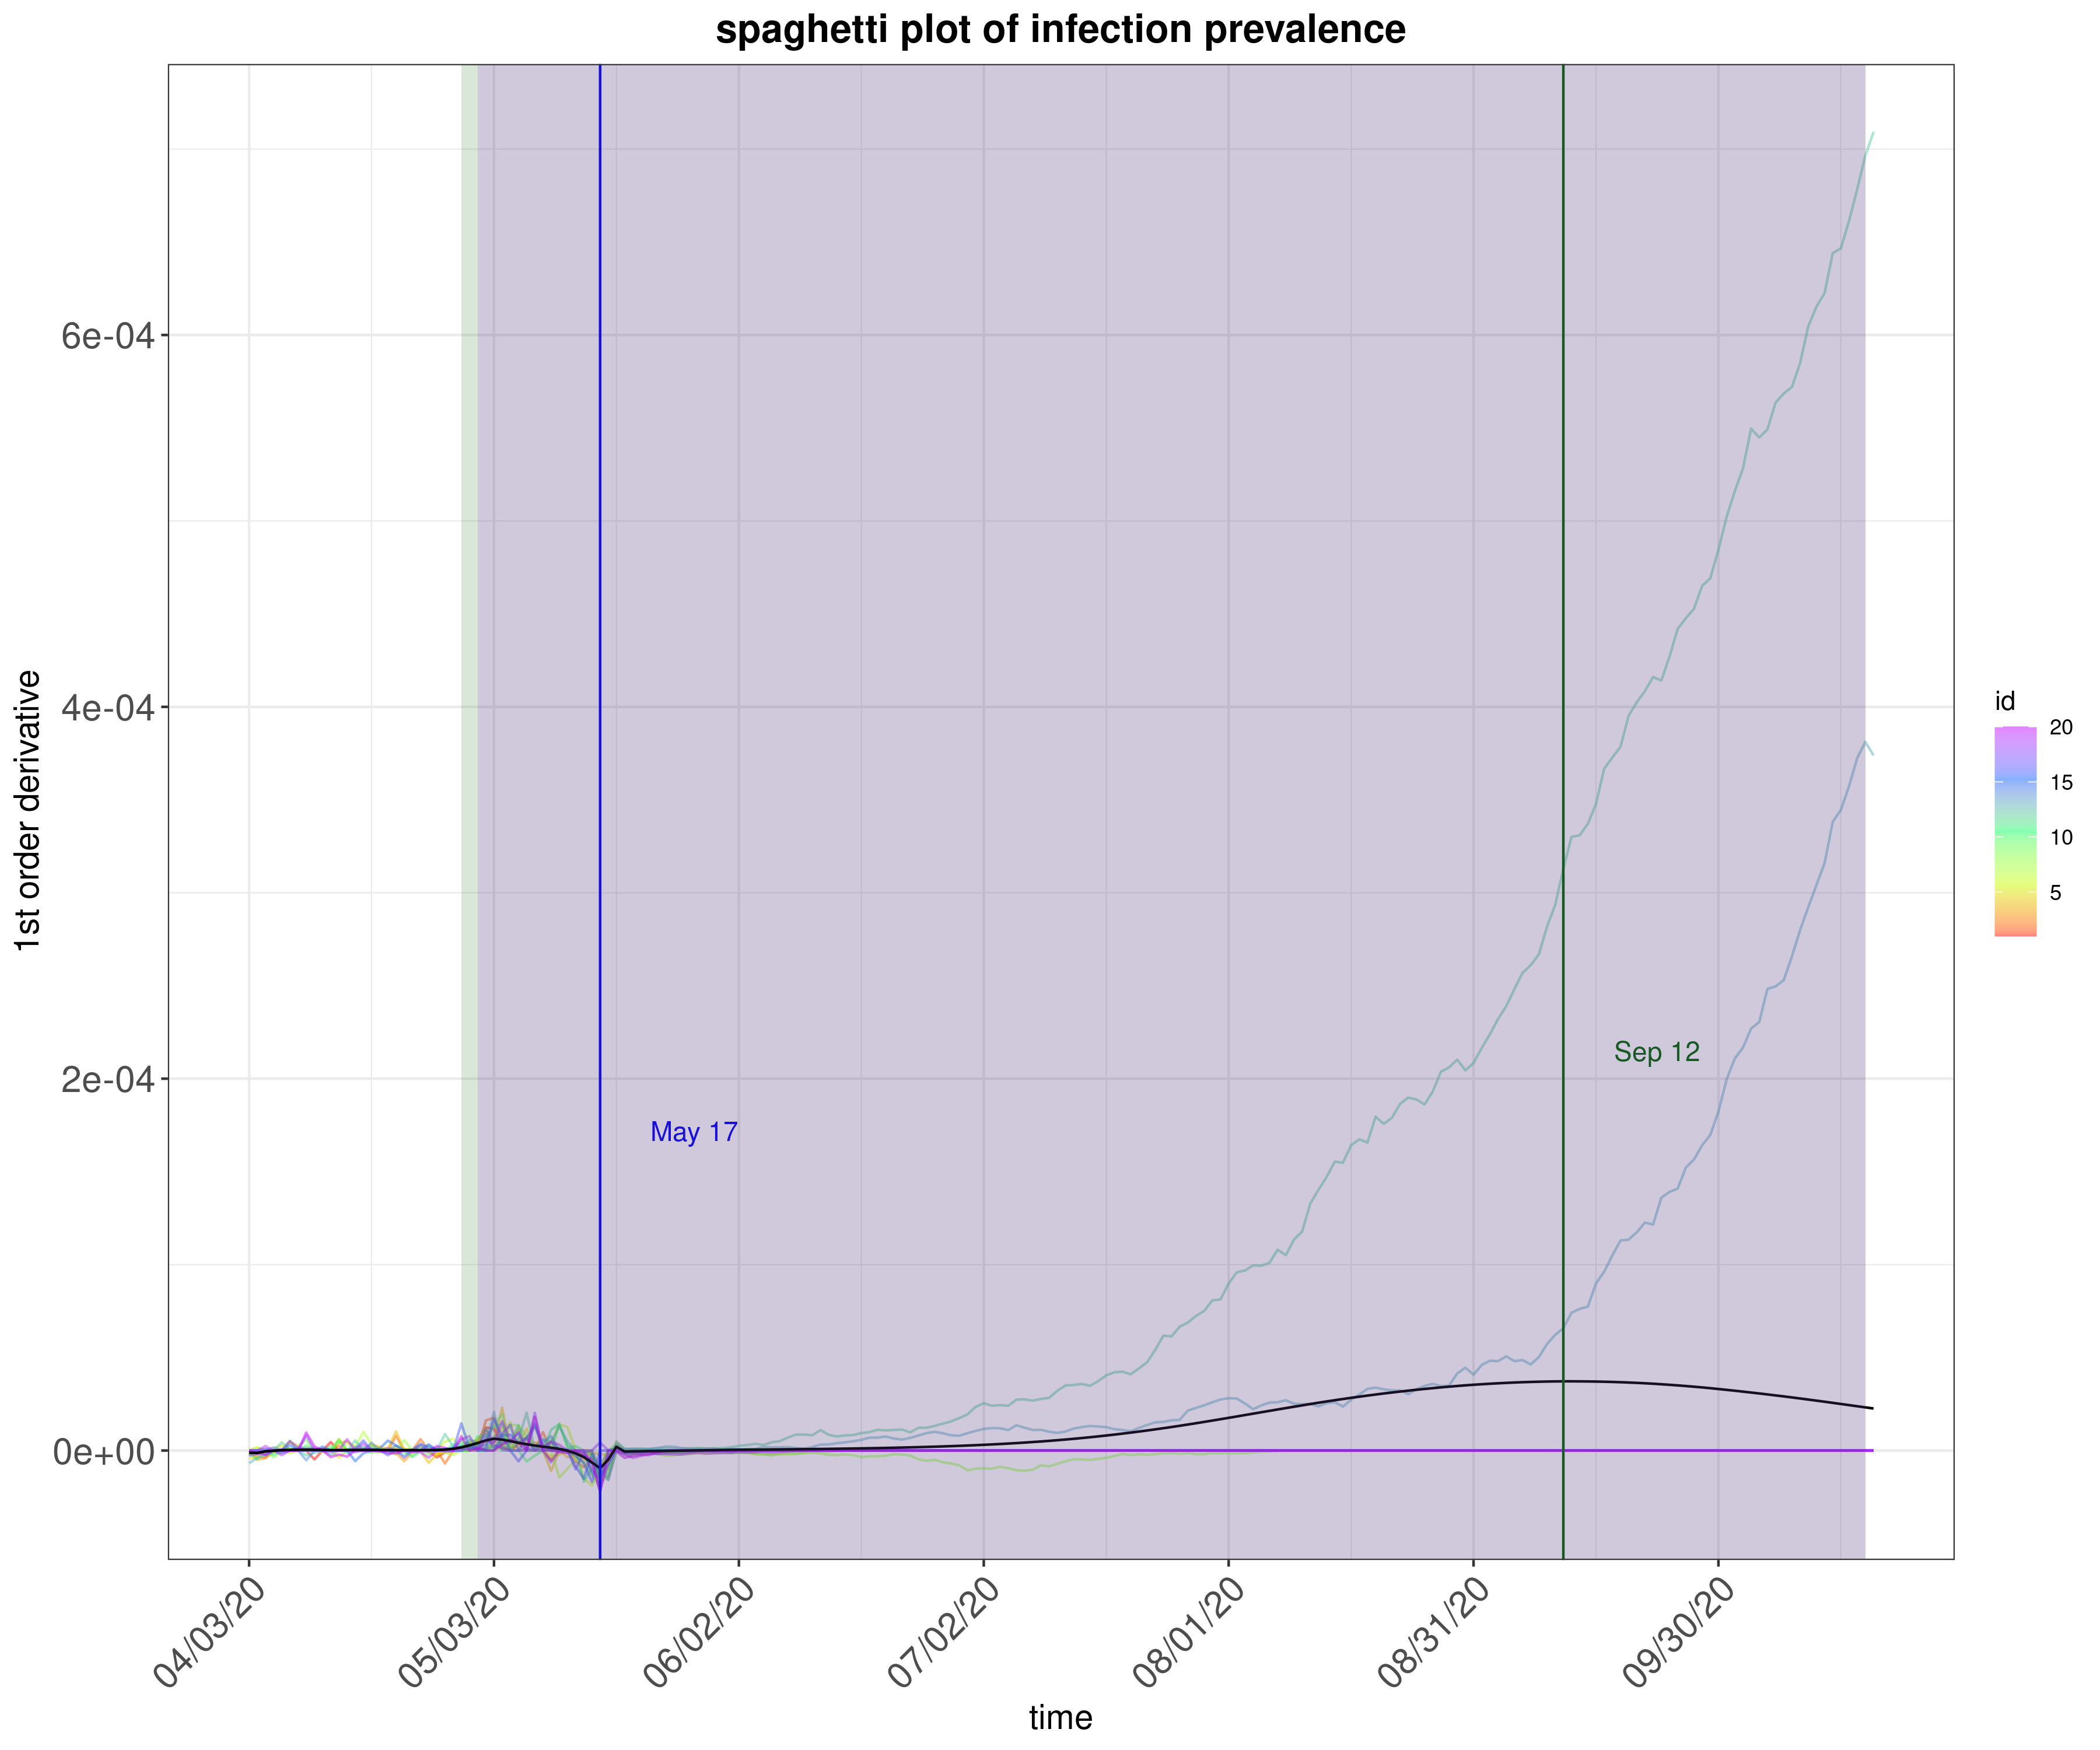 spaghetti plot of infection prevalence
1st order derivative
6e-04
4e-04
2e-04
0e+00
May 17
Sep 12
04/03/20
05/03/20
06/02/20
07/02/20
08/01/20
08/31/20
09/30/20
time
id
20
15
10
5